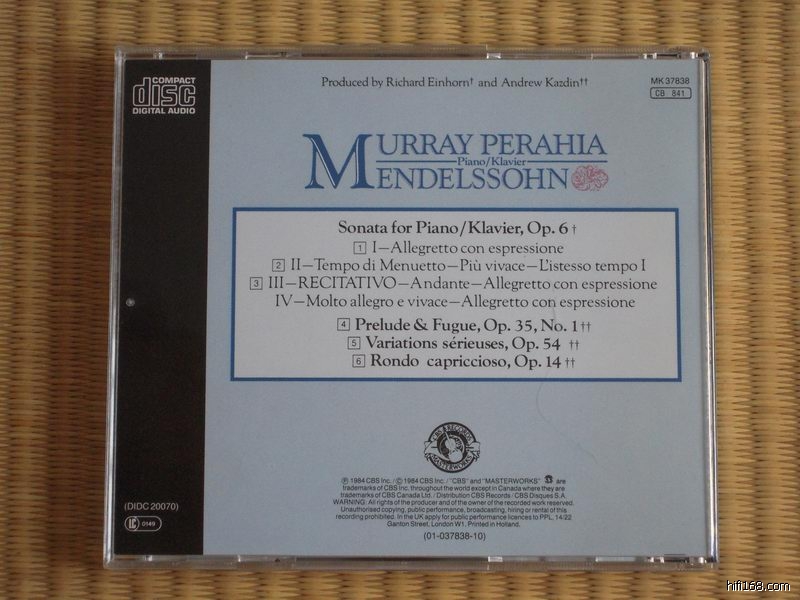 COMPACT
disc
DIGITAL AUDIO
Produced by Richard Einhorn† and Andrew Kazdin††
MK 37838
CB 841
MURRAY PERAHIA
Piano/Klavier
MENDELSSOHN
Sonata for Piano/Klavier, Op. 6 †
1 I–Allegretto con espressione
2 II–Tempo di Menuetto–Più vivace–L'istesso tempo I
3 III–RECITATIVO–Andante–Allegretto con espressione
IV–Molto allegro e vivace–Allegretto con espressione
4 Prelude & Fugue, Op. 35, No. 1 ††
5 Variations sérieuses, Op. 54 ††
6 Rondo capriccioso, Op. 14 ††
CBS RECORDS
MASTERWORKS
℗ 1984 CBS Inc. / © 1984 CBS Inc. / "CBS" and "MASTERWORKS" are
trademarks of CBS Inc. throughout the world except in Canada where they are
trademarks of CBS Canada Ltd. / Distribution CBS Records / CBS Disques S.A.
WARNING: All rights of the producer and of the owner of the recorded work reserved.
Unauthorised copying, public performance, broadcasting, hiring or rental of this
recording prohibited. In the UK apply for public performance licences to PPL, 14/22
Ganton Street, London W1. Printed in Holland.
(01-037838-10)
(DIDC 20070)
LC 0149
hifi168.com